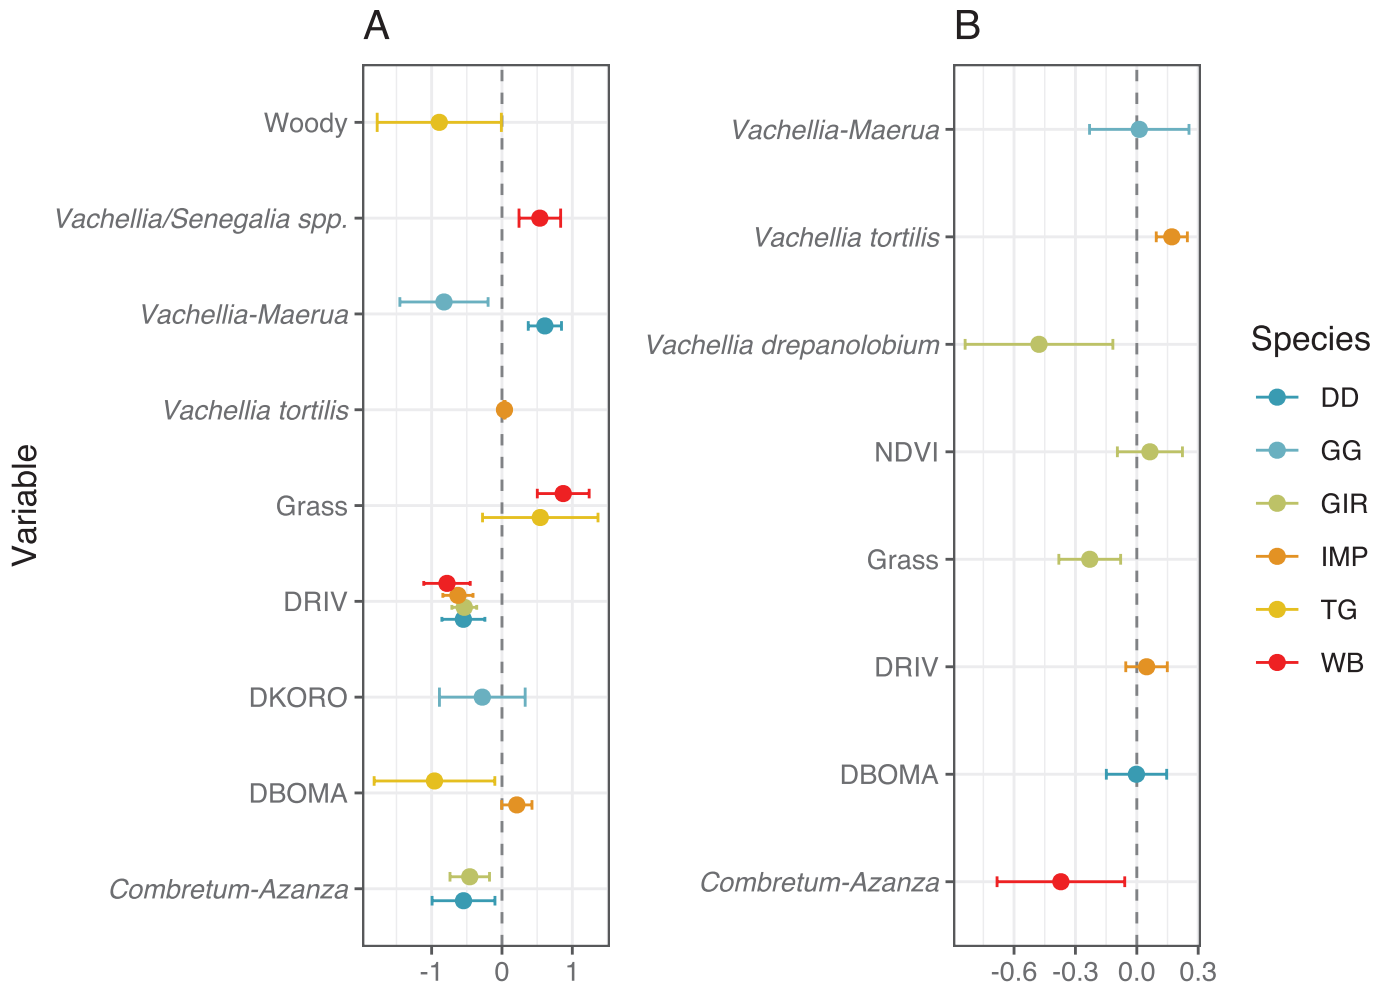 A
B
Variable
Woody
Vachellia/Senegalia spp.
Vachellia-Maerua
Vachellia tortilis
Grass
DRIV
DKORO
DBOMA
Combretum-Azanza
-1 0 1
Vachellia-Maerua
Vachellia tortilis
Vachellia drepanolobium
NDVI
Grass
DRIV
DBOMA
Combretum-Azanza
-0.6 -0.3 0.0 0.3
Species
DD
GG
GIR
IMP
TG
WB